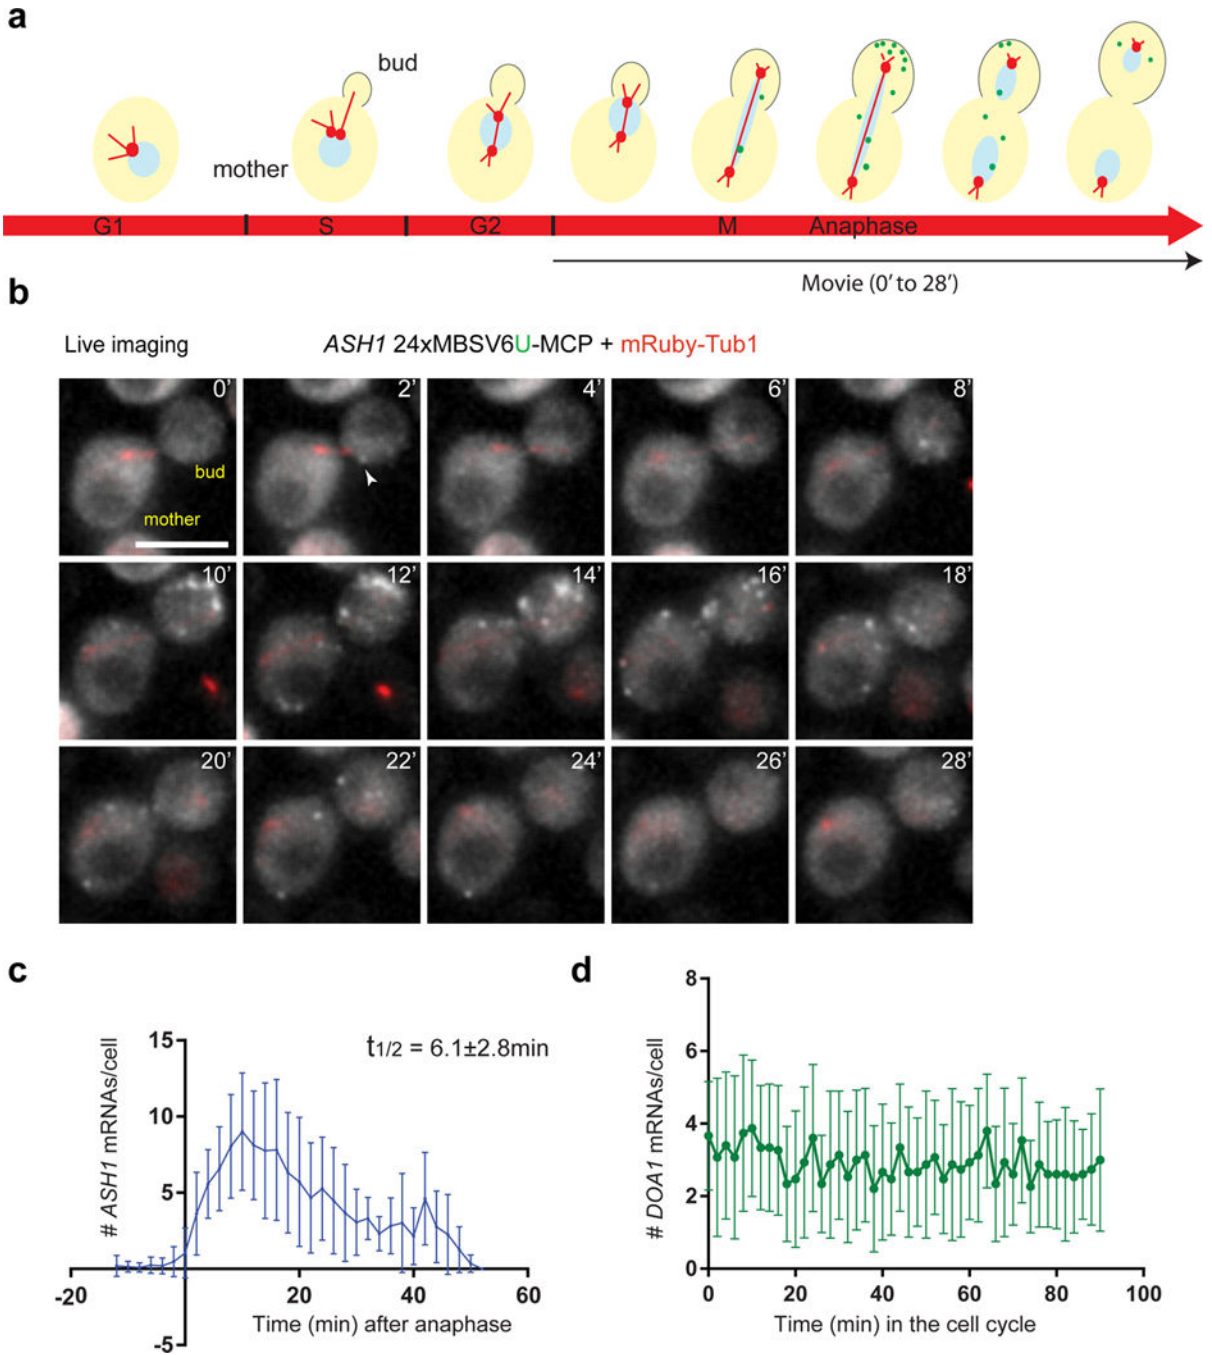 a
bud
mother
G1 S G2 M Anaphase
Movie (0’ to 28’)
b
Live imaging ASH1 24xMBSV6U-MCP + mRuby-Tub1
0’ 2’ 4’ 6’ 8’
bud
mother
10’ 12’ 14’ 16’ 18’
20’ 22’ 24’ 26’ 28’
c
t1/2 = 6.1±2.8min
# ASH1 mRNAs/cell
15
10
5
-5
-20 20 40 60
Time (min) after anaphase
d
# DOA1 mRNAs/cell
8
6
4
2
0
0 20 40 60 80 100
Time (min) in the cell cycle